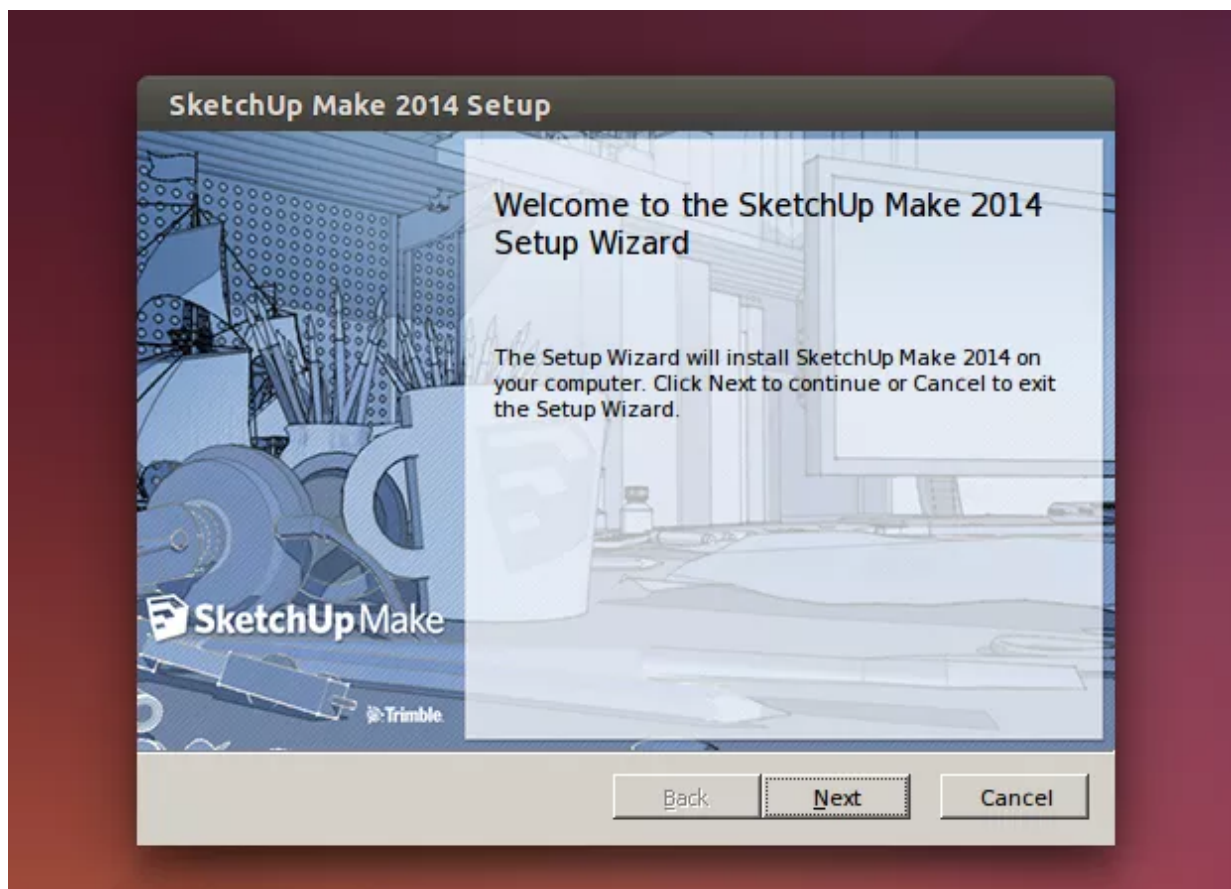 SketchUp Make 2014 Setup
Welcome to the SketchUp Make 2014
Setup Wizard
The Setup Wizard will install SketchUp Make 2014 on
your computer. Click Next to continue or Cancel to exit
the Setup Wizard.
SketchUp Make
Trimble
Back Next Cancel